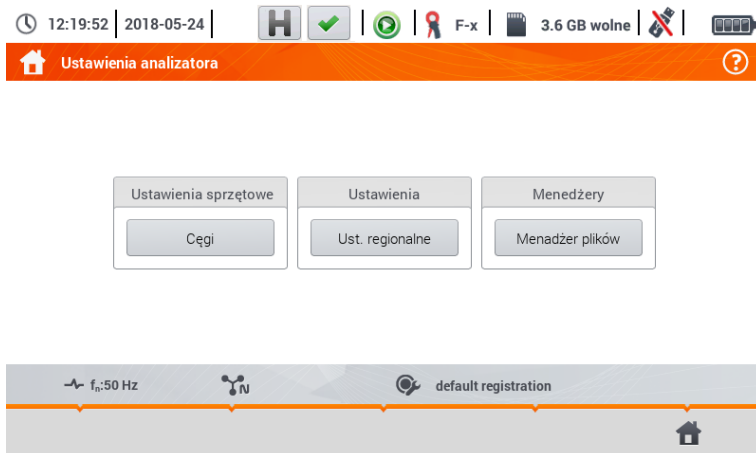 12:19:52 2018-05-24 H F-x 3.6 GB wolne
Ustawienia analizatora ?
Ustawienia sprzętowe Ustawienia Menedżery
Cęgi Ust. regionalne Menadżer plików
fn:50 Hz N default registration